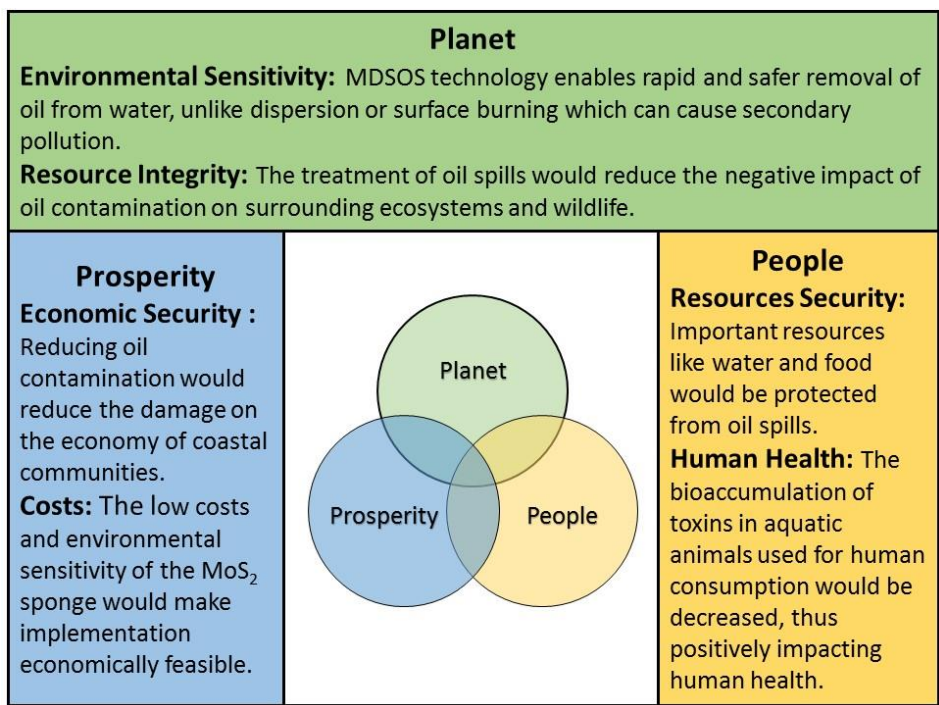 Planet
Environmental Sensitivity: MDSOS technology enables rapid and safer removal of
oil from water, unlike dispersion or surface burning which can cause secondary
pollution.
Resource Integrity: The treatment of oil spills would reduce the negative impact of
oil contamination on surrounding ecosystems and wildlife.
Prosperity
Economic Security :
Reducing oil
contamination would
reduce the damage on
the economy of coastal
communities.
Costs: The low costs
and environmental
sensitivity of the MoS₂
sponge would make
implementation
economically feasible.
Planet
Prosperity
People
People
Resources Security:
Important resources
like water and food
would be protected
from oil spills.
Human Health: The
bioaccumulation of
toxins in aquatic
animals used for human
consumption would be
decreased, thus
positively impacting
human health.